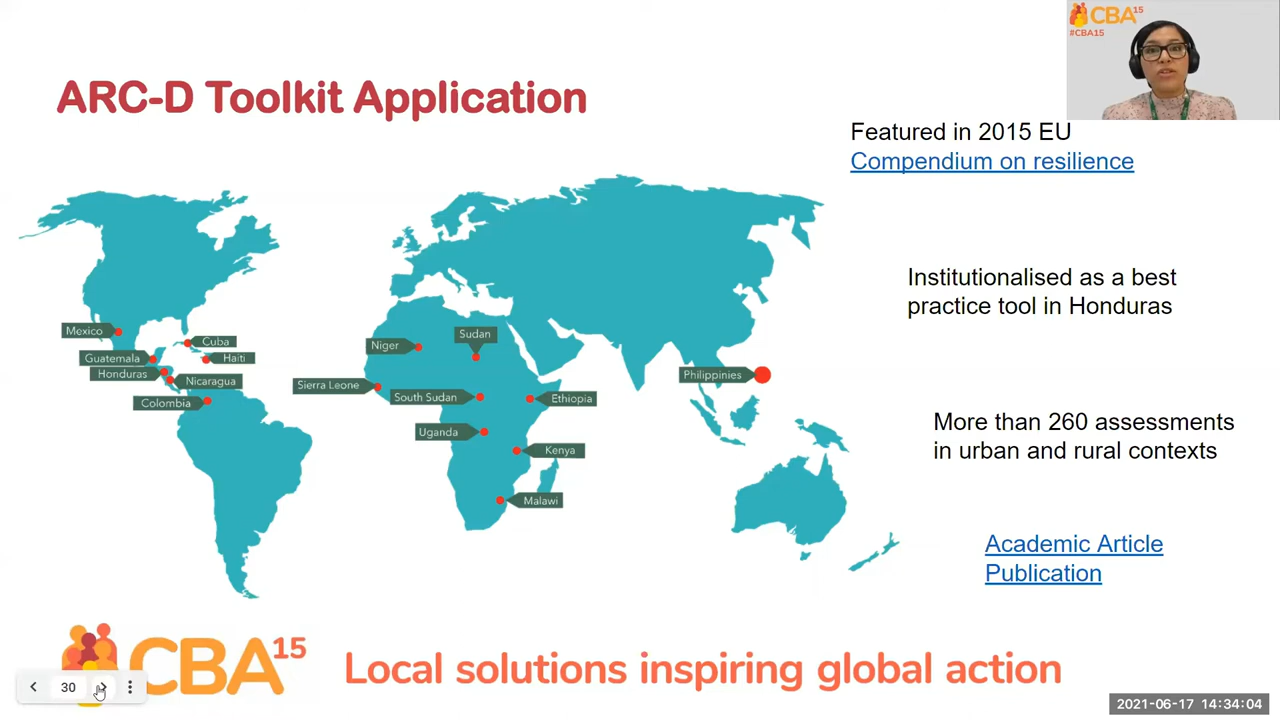 CBA15
#CBA15
ARC-D Toolkit Application
Featured in 2015 EU
Compendium on resilience
Institutionalised as a best
practice tool in Honduras
More than 260 assessments
in urban and rural contexts
Academic Article
Publication
Mexico
Cuba
Guatemala
Haiti
Honduras
Nicaragua
Colombia
Niger
Sudan
Sierra Leone
South Sudan
Ethiopia
Uganda
Kenya
Malawi
Philippinies
CBA15
Local solutions inspiring global action
30
2021-06-17 14:34:04